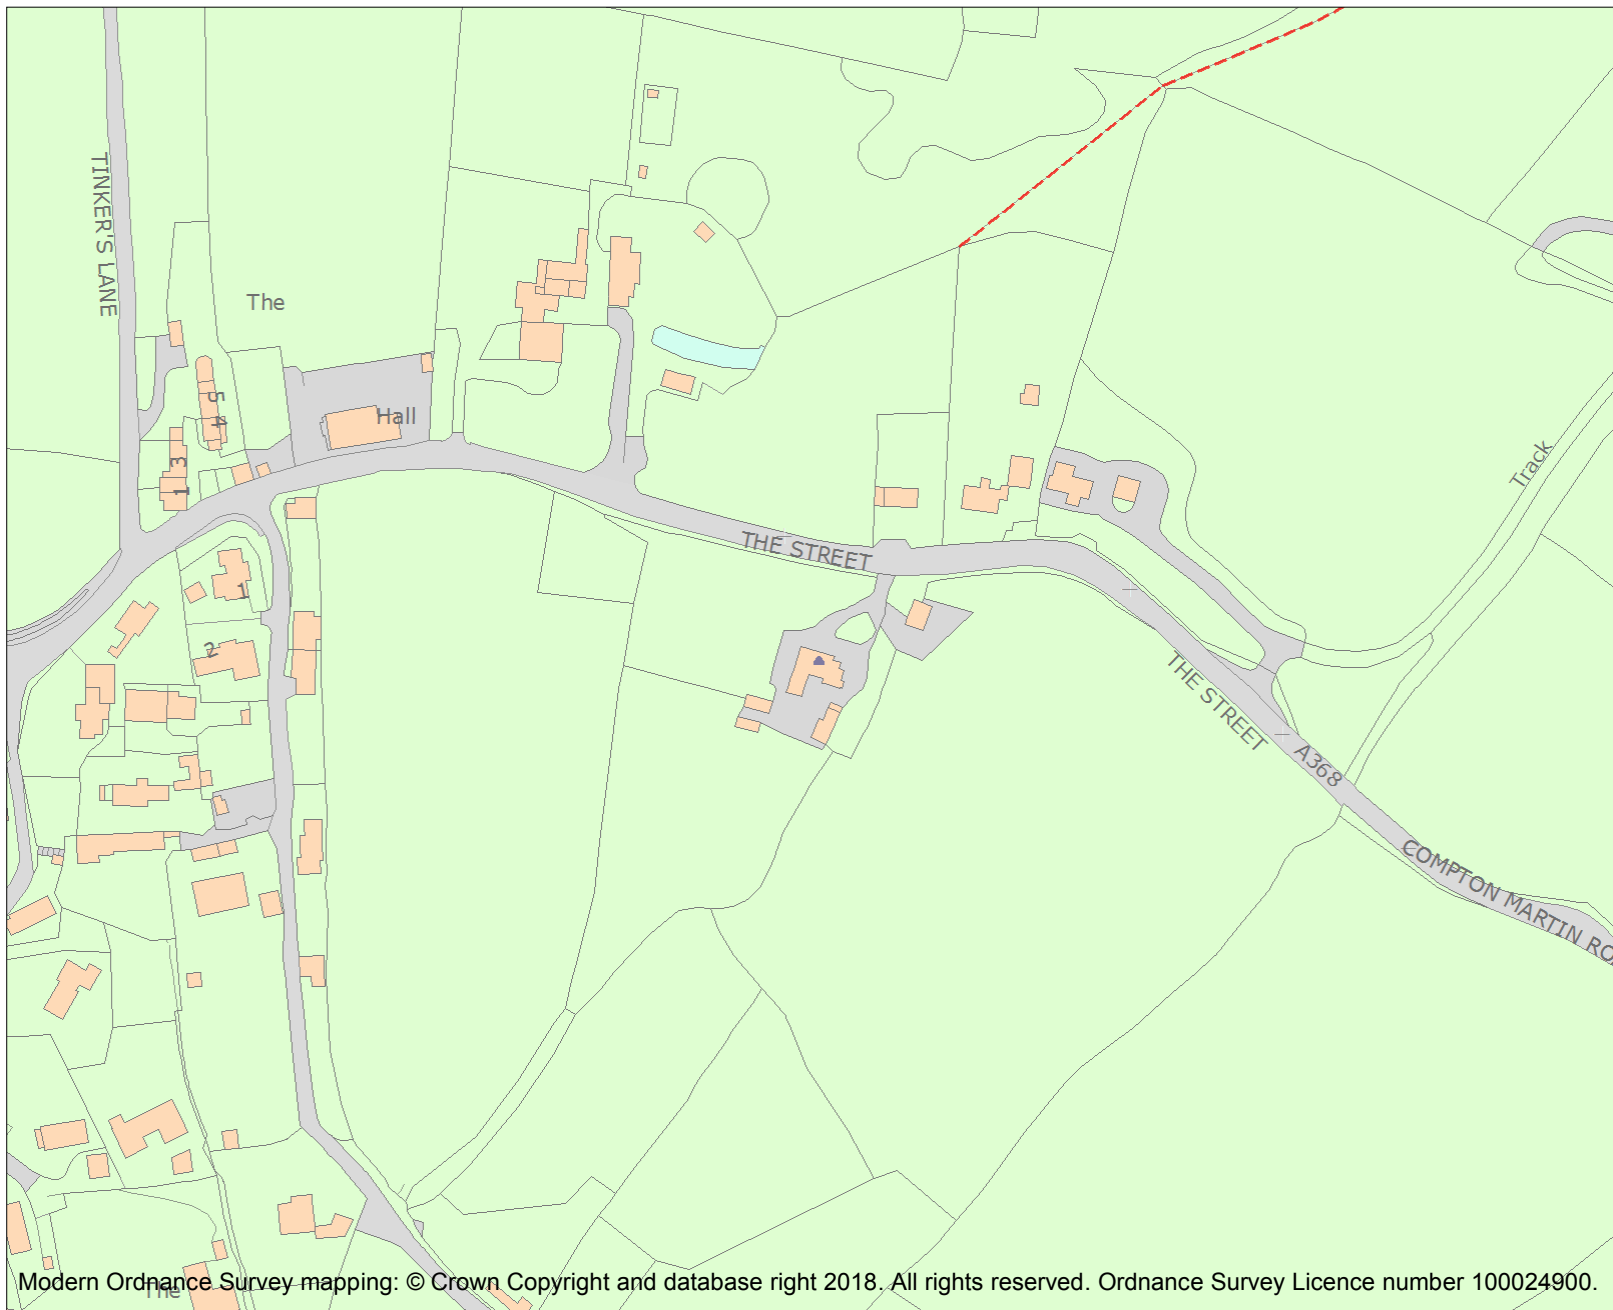 TINKER'S LANE
The
Hall
5
4
3
1
THE STREET
1
2
Track
THE STREET
A368
COMPTON MARTIN RO
The
Modern Ordnance Survey mapping: © Crown Copyright and database right 2018. All rights reserved. Ordnance Survey Licence number 100024900.